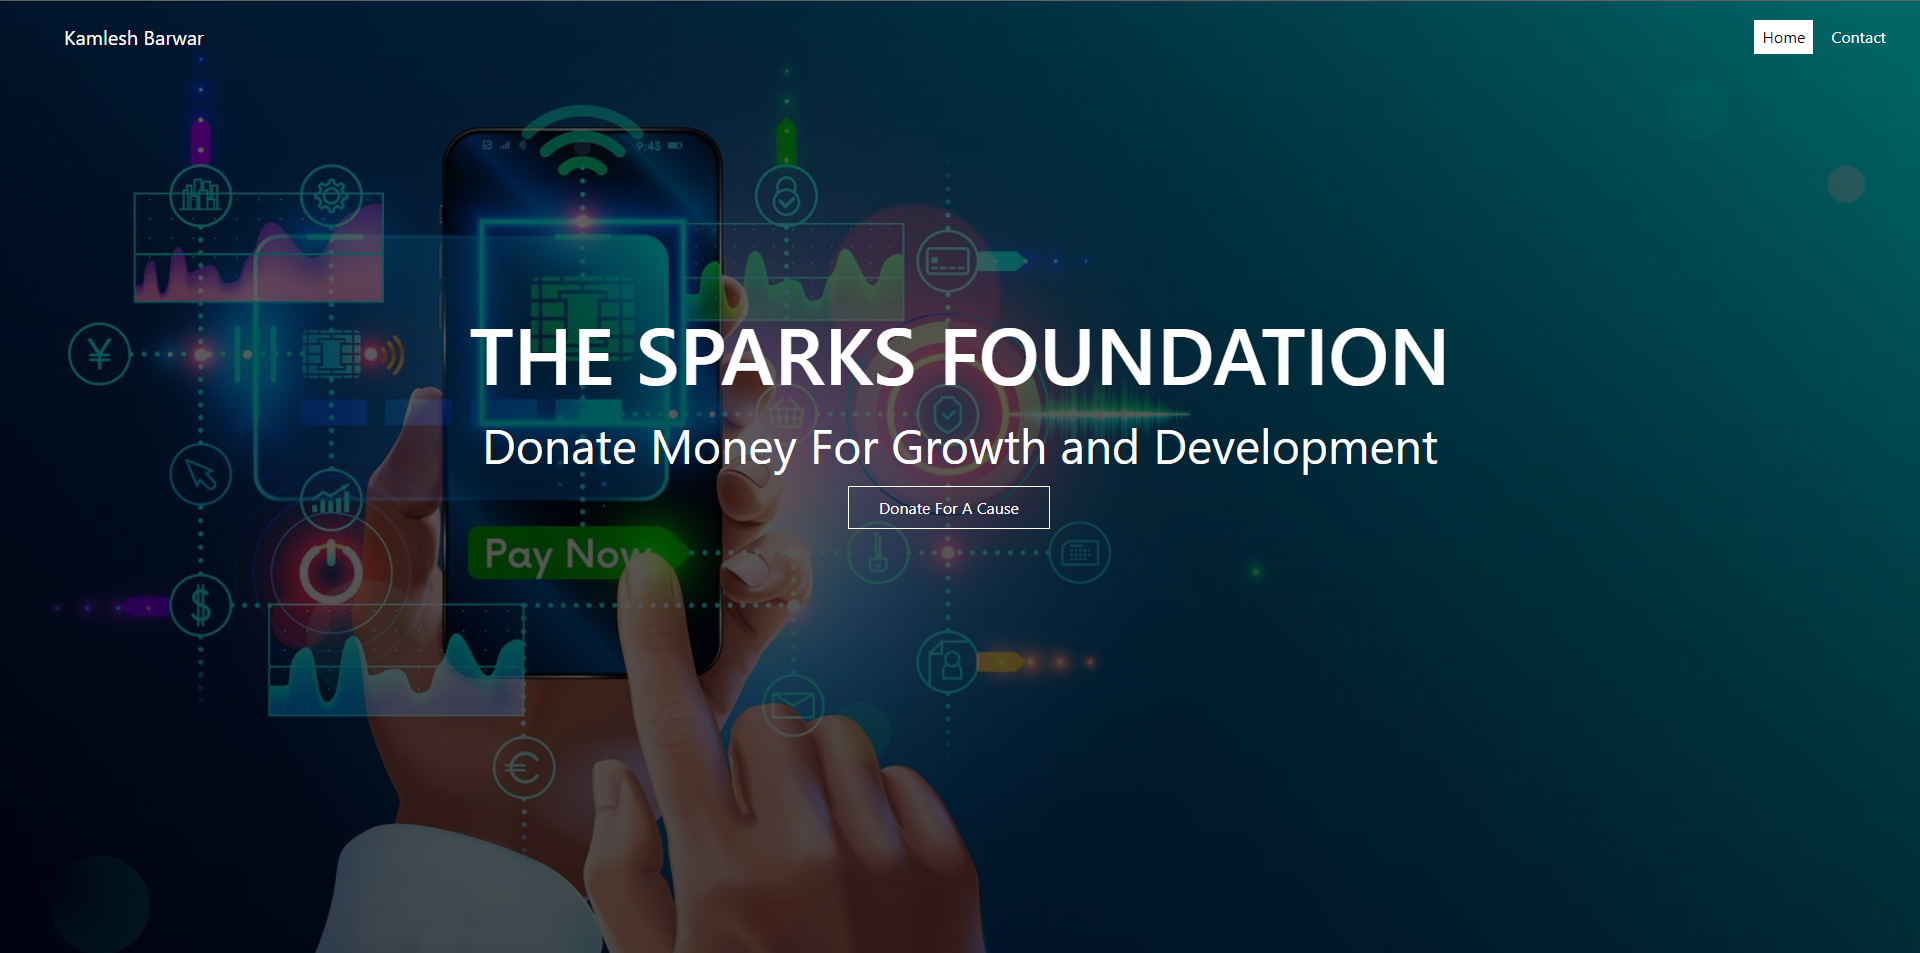 Kamlesh Barwar
Home
Contact
9:43
THE SPARKS FOUNDATION
Donate Money For Growth and Development
Donate For A Cause
Pay Now
¥
$
€